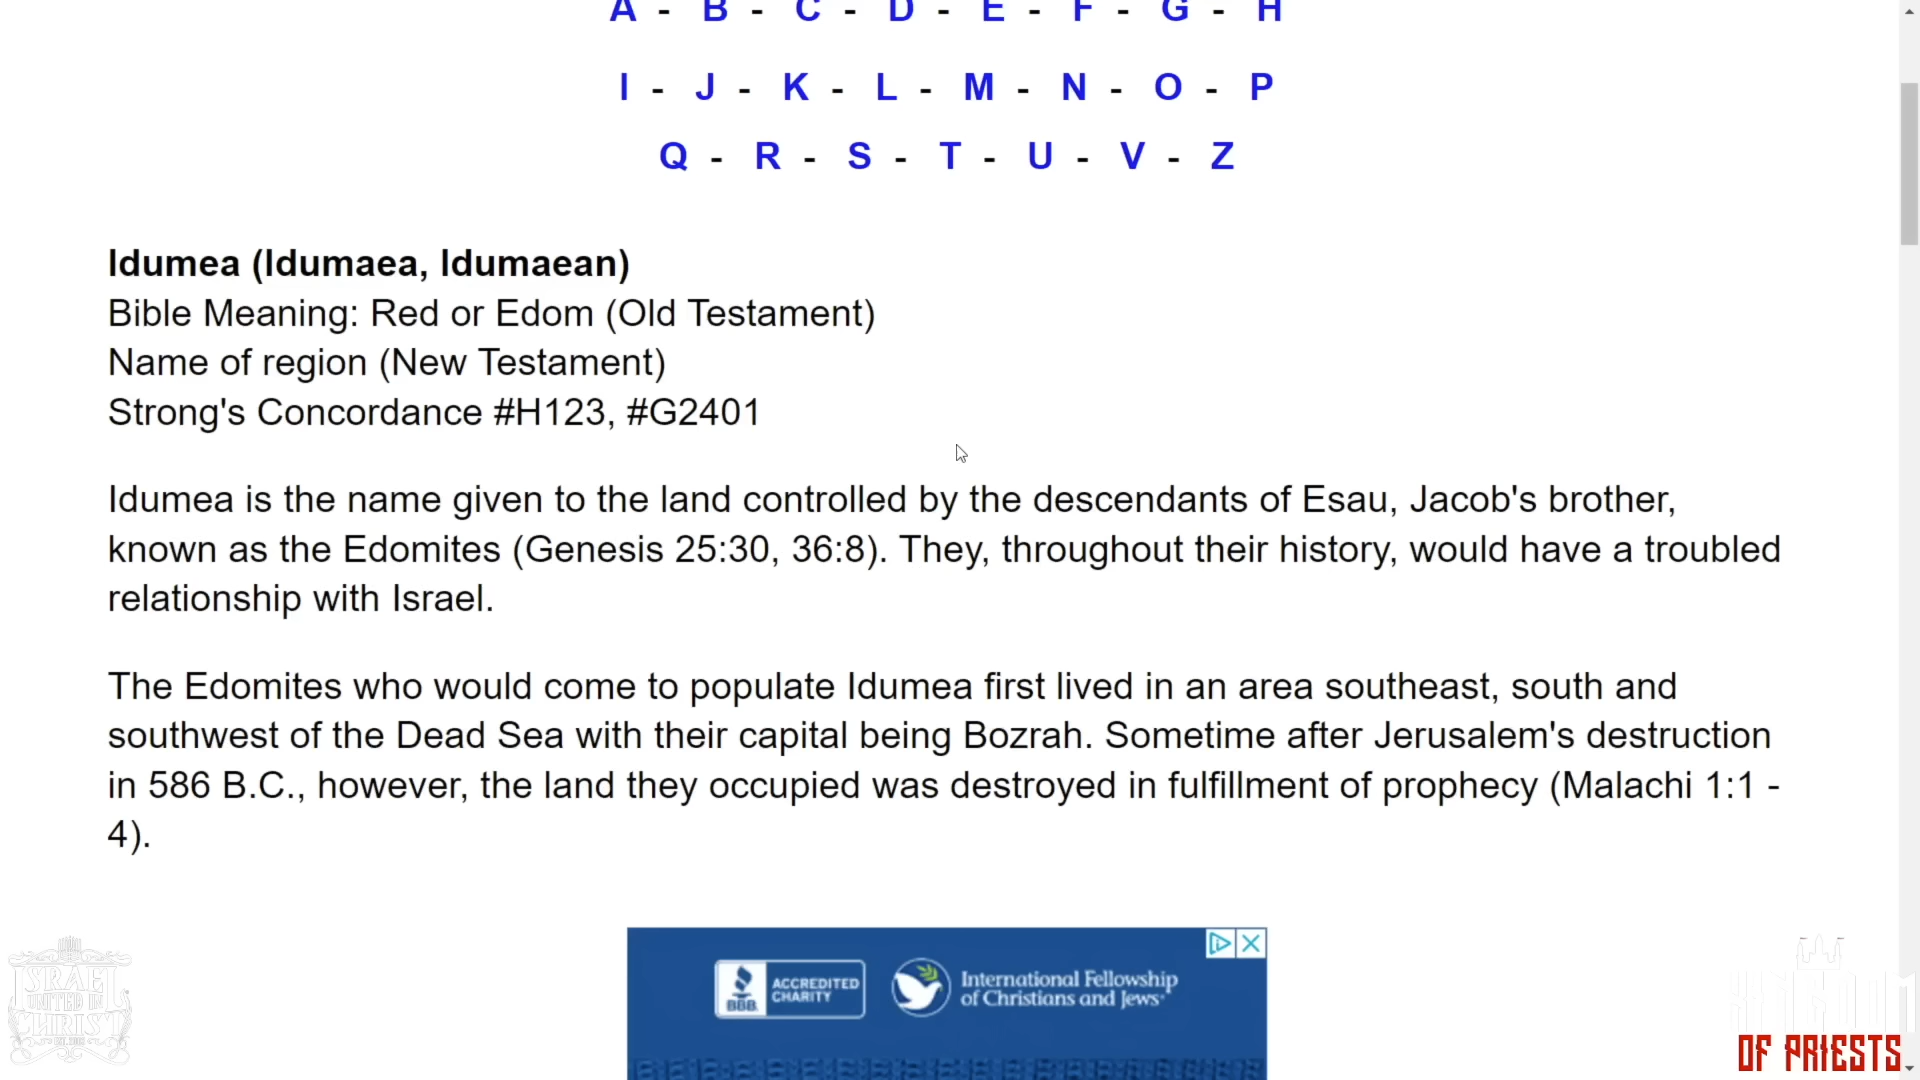 A - B - C - D - E - F - G - H
I - J - K - L - M - N - O - P
Q - R - S - T - U - V - Z
Idumea (Idumaea, Idumaean)
Bible Meaning: Red or Edom (Old Testament)
Name of region (New Testament)
Strong's Concordance #H123, #G2401
Idumea is the name given to the land controlled by the descendants of Esau, Jacob's brother,
known as the Edomites (Genesis 25:30, 36:8). They, throughout their history, would have a troubled
relationship with Israel.
The Edomites who would come to populate Idumea first lived in an area southeast, south and
southwest of the Dead Sea with their capital being Bozrah. Sometime after Jerusalem's destruction
in 586 B.C., however, the land they occupied was destroyed in fulfillment of prophecy (Malachi 1:1 -
4).
BBB
ACCREDITED
CHARITY
International Fellowship
of Christians and Jews
ISRAEL
UNITED IN
CHRIST
KINGDOM
OF PRIESTS